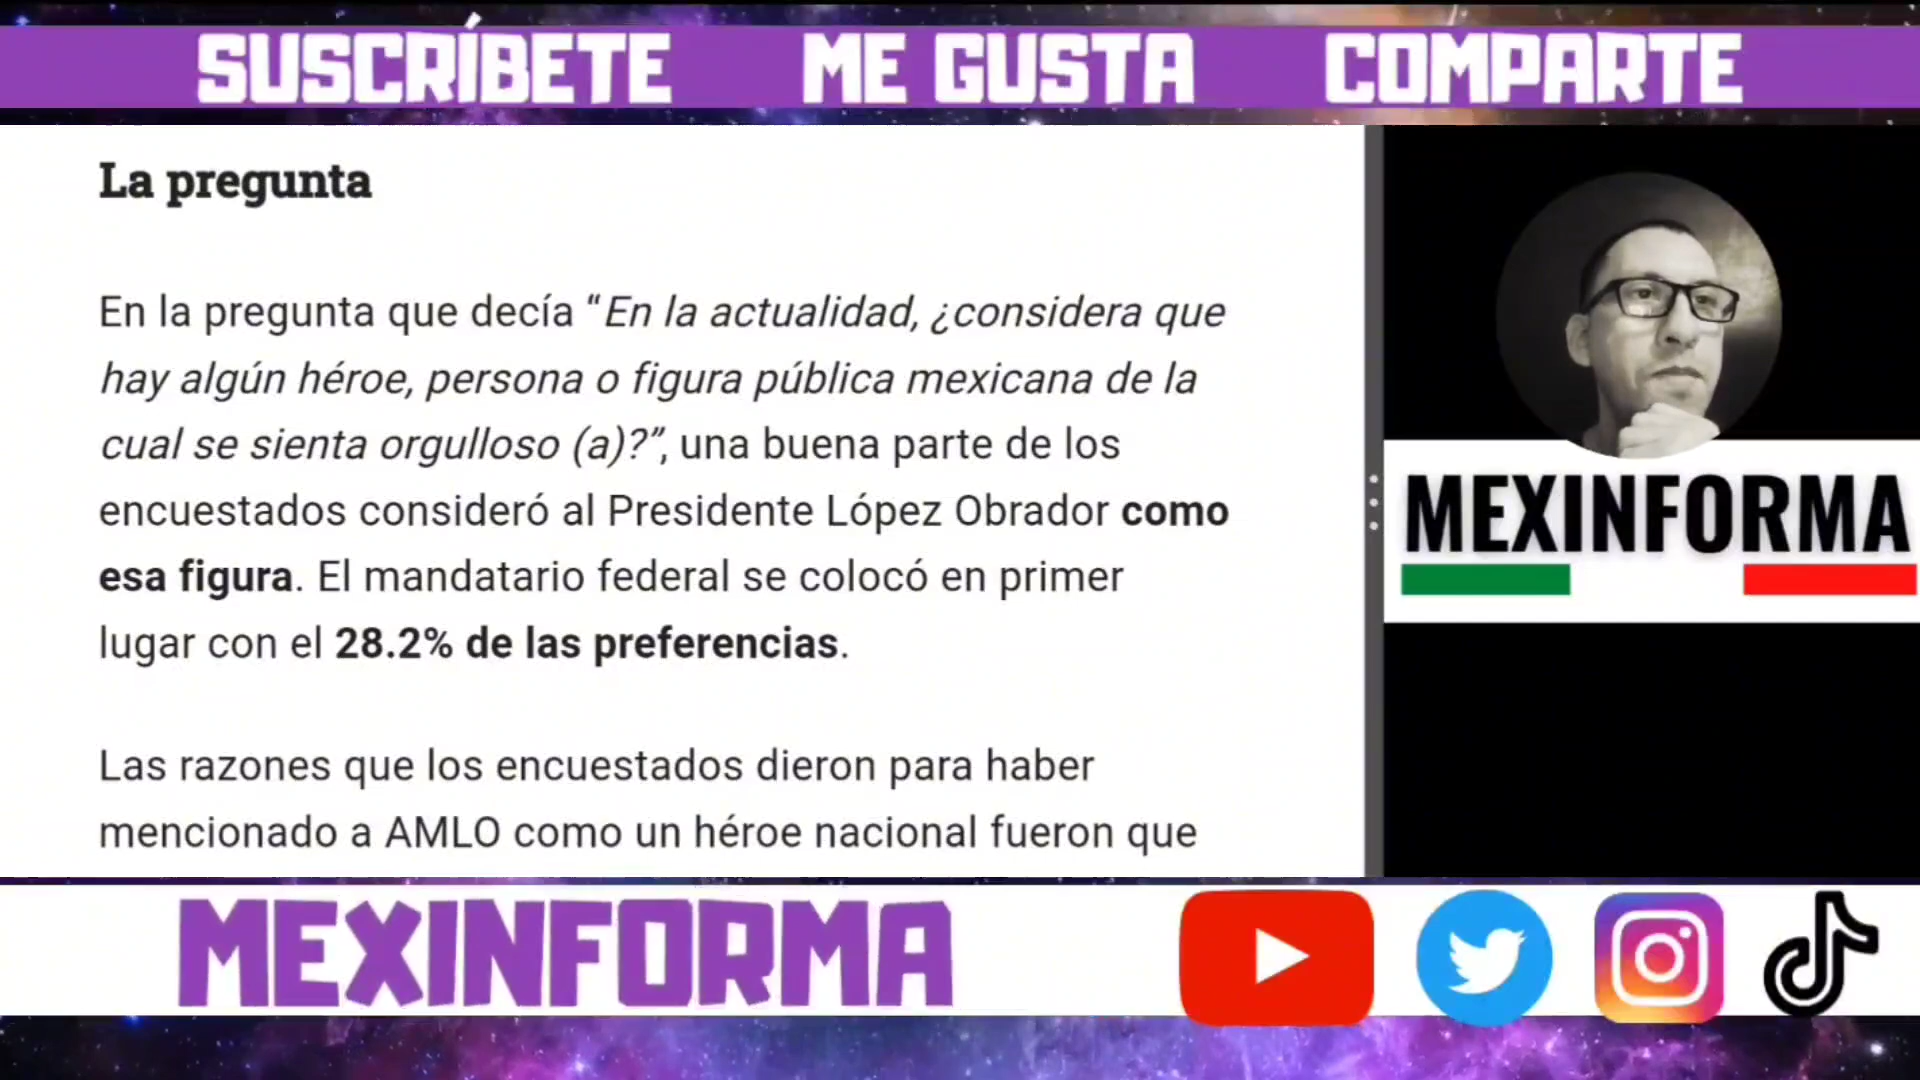 SUSCRÍBETE ME GUSTA COMPARTE
La pregunta
En la pregunta que decía “En la actualidad, ¿considera que
hay algún héroe, persona o figura pública mexicana de la
cual se sienta orgulloso (a)?”, una buena parte de los
encuestados consideró al Presidente López Obrador como
esa figura. El mandatario federal se colocó en primer
lugar con el 28.2% de las preferencias.
Las razones que los encuestados dieron para haber
mencionado a AMLO como un héroe nacional fueron que
MEXINFORMA
MEXINFORMA